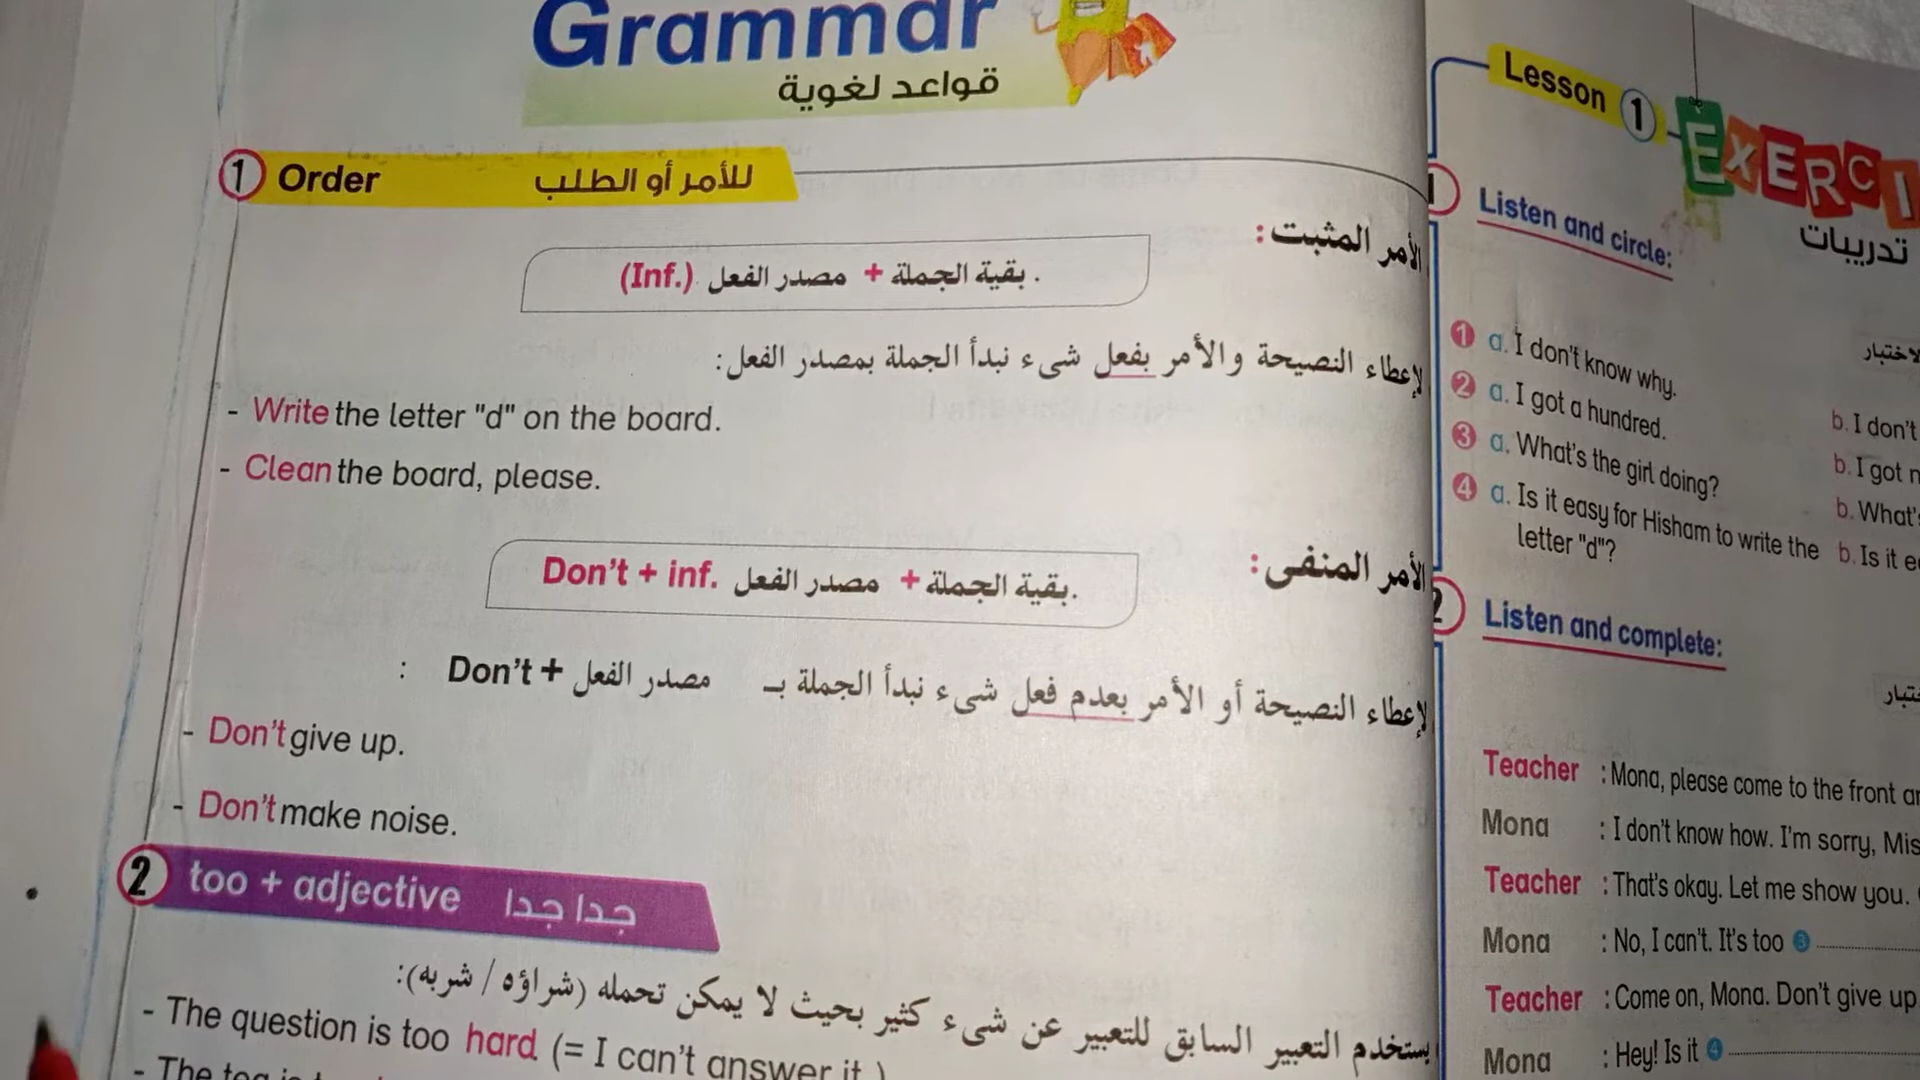 Grammar
قواعد لغوية
1 Order للأمر أو الطلب
الأمر المثبت :
(Inf.) مصدر الفعل + بقية الجملة .
لإعطاء النصيحة والأمر بفعل شىء نبدأ الجملة بمصدر الفعل :
- Write the letter "d" on the board.
- Clean the board, please.
الأمر المنفى :
Don't + inf. مصدر الفعل + بقية الجملة .
لإعطاء النصيحة أو الأمر بعدم فعل شىء نبدأ الجملة بـ Don't + مصدر الفعل :
- Don't give up.
- Don't make noise.
2 too + adjective جدا جدا
يستخدم التعبير السابق للتعبير عن شىء كثير بحيث لا يمكن تحمله (شراؤه / شربه) :
- The question is too hard (= I can't answer it.)
- The tea is
Lesson 1
EXERCI
تدريبات
1 Listen and circle:
1 a. I don't know why.
b. I don't
2 a. I got a hundred.
b. I got
3 a. What's the girl doing?
b. What's
4 a. Is it easy for Hisham to write the letter "d"?
b. Is it
2 Listen and complete:
Teacher : Mona, please come to the front
Mona : I don't know how. I'm sorry,
Teacher : That's okay. Let me show you.
Mona : No, I can't. It's too 3
Teacher : Come on, Mona. Don't give up
Mona : Hey! Is it 4